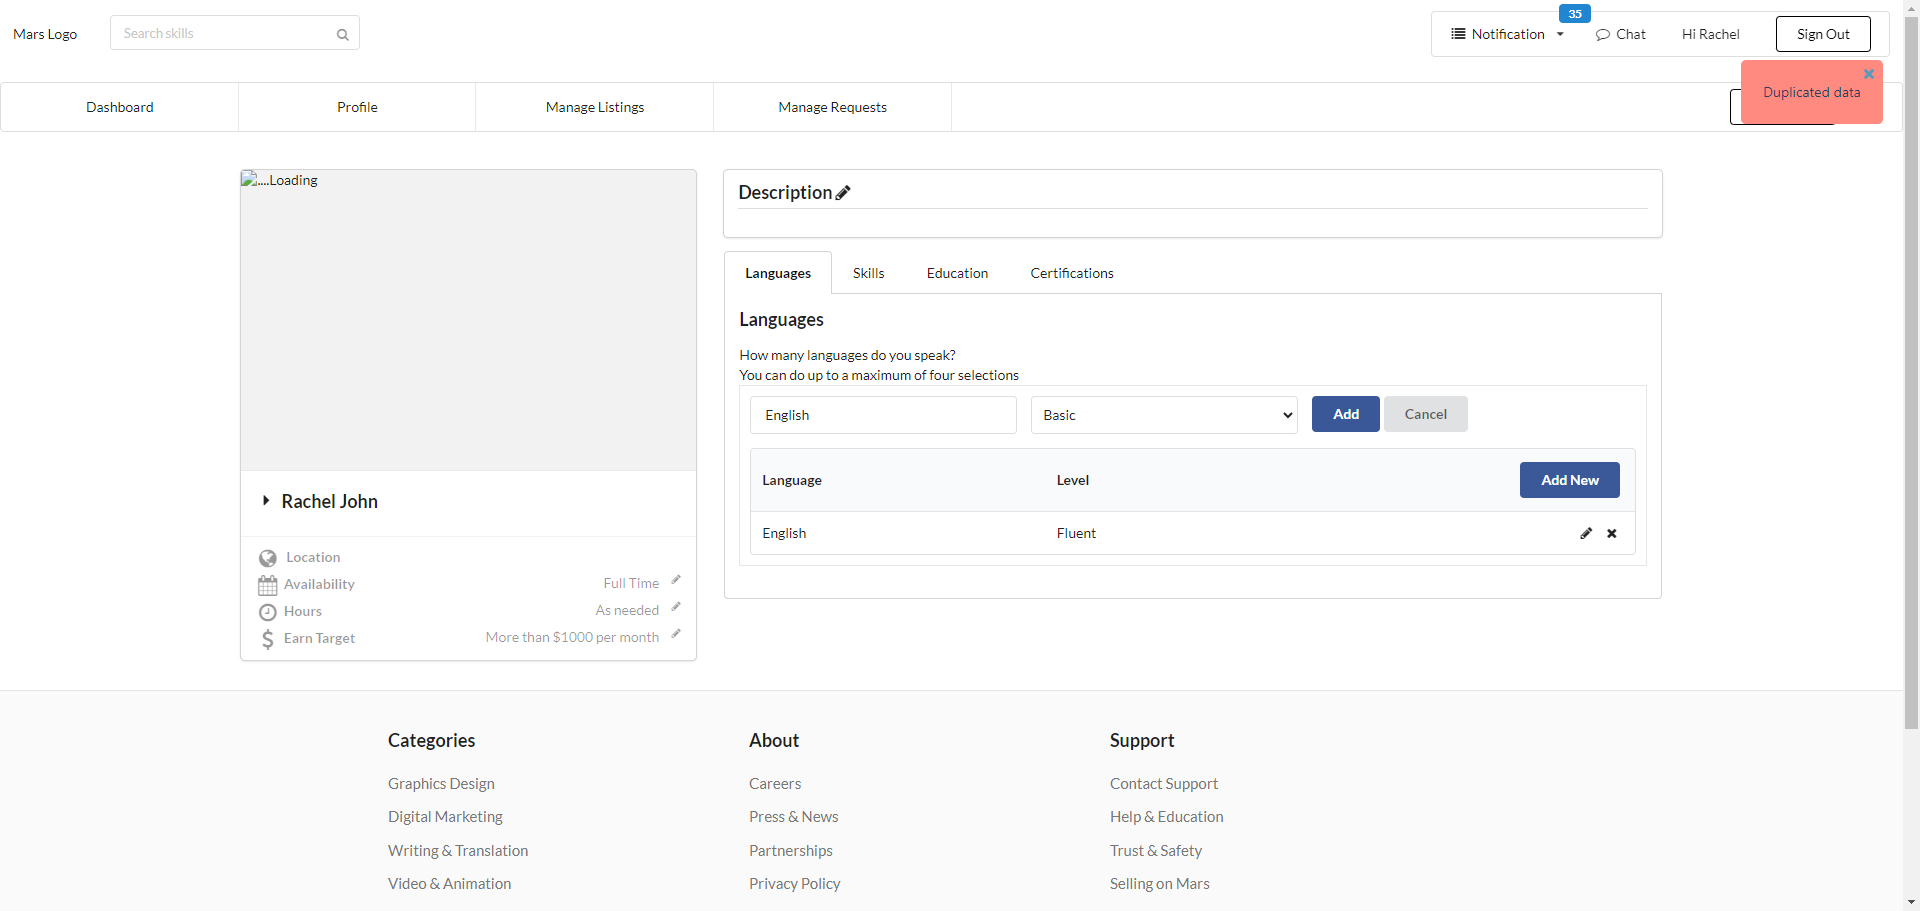 Mars Logo
Search skills
35
Notification
Chat
Hi Rachel
Sign Out
Duplicated data
Dashboard
Profile
Manage Listings
Manage Requests
....Loading
Description
Languages
Skills
Education
Certifications
Languages
How many languages do you speak?
You can do up to a maximum of four selections
English
Basic
Add
Cancel
Language
Level
Add New
English
Fluent
Rachel John
Location
Availability
Full Time
Hours
As needed
Earn Target
More than $1000 per month
Categories
Graphics Design
Digital Marketing
Writing & Translation
Video & Animation
About
Careers
Press & News
Partnerships
Privacy Policy
Support
Contact Support
Help & Education
Trust & Safety
Selling on Mars